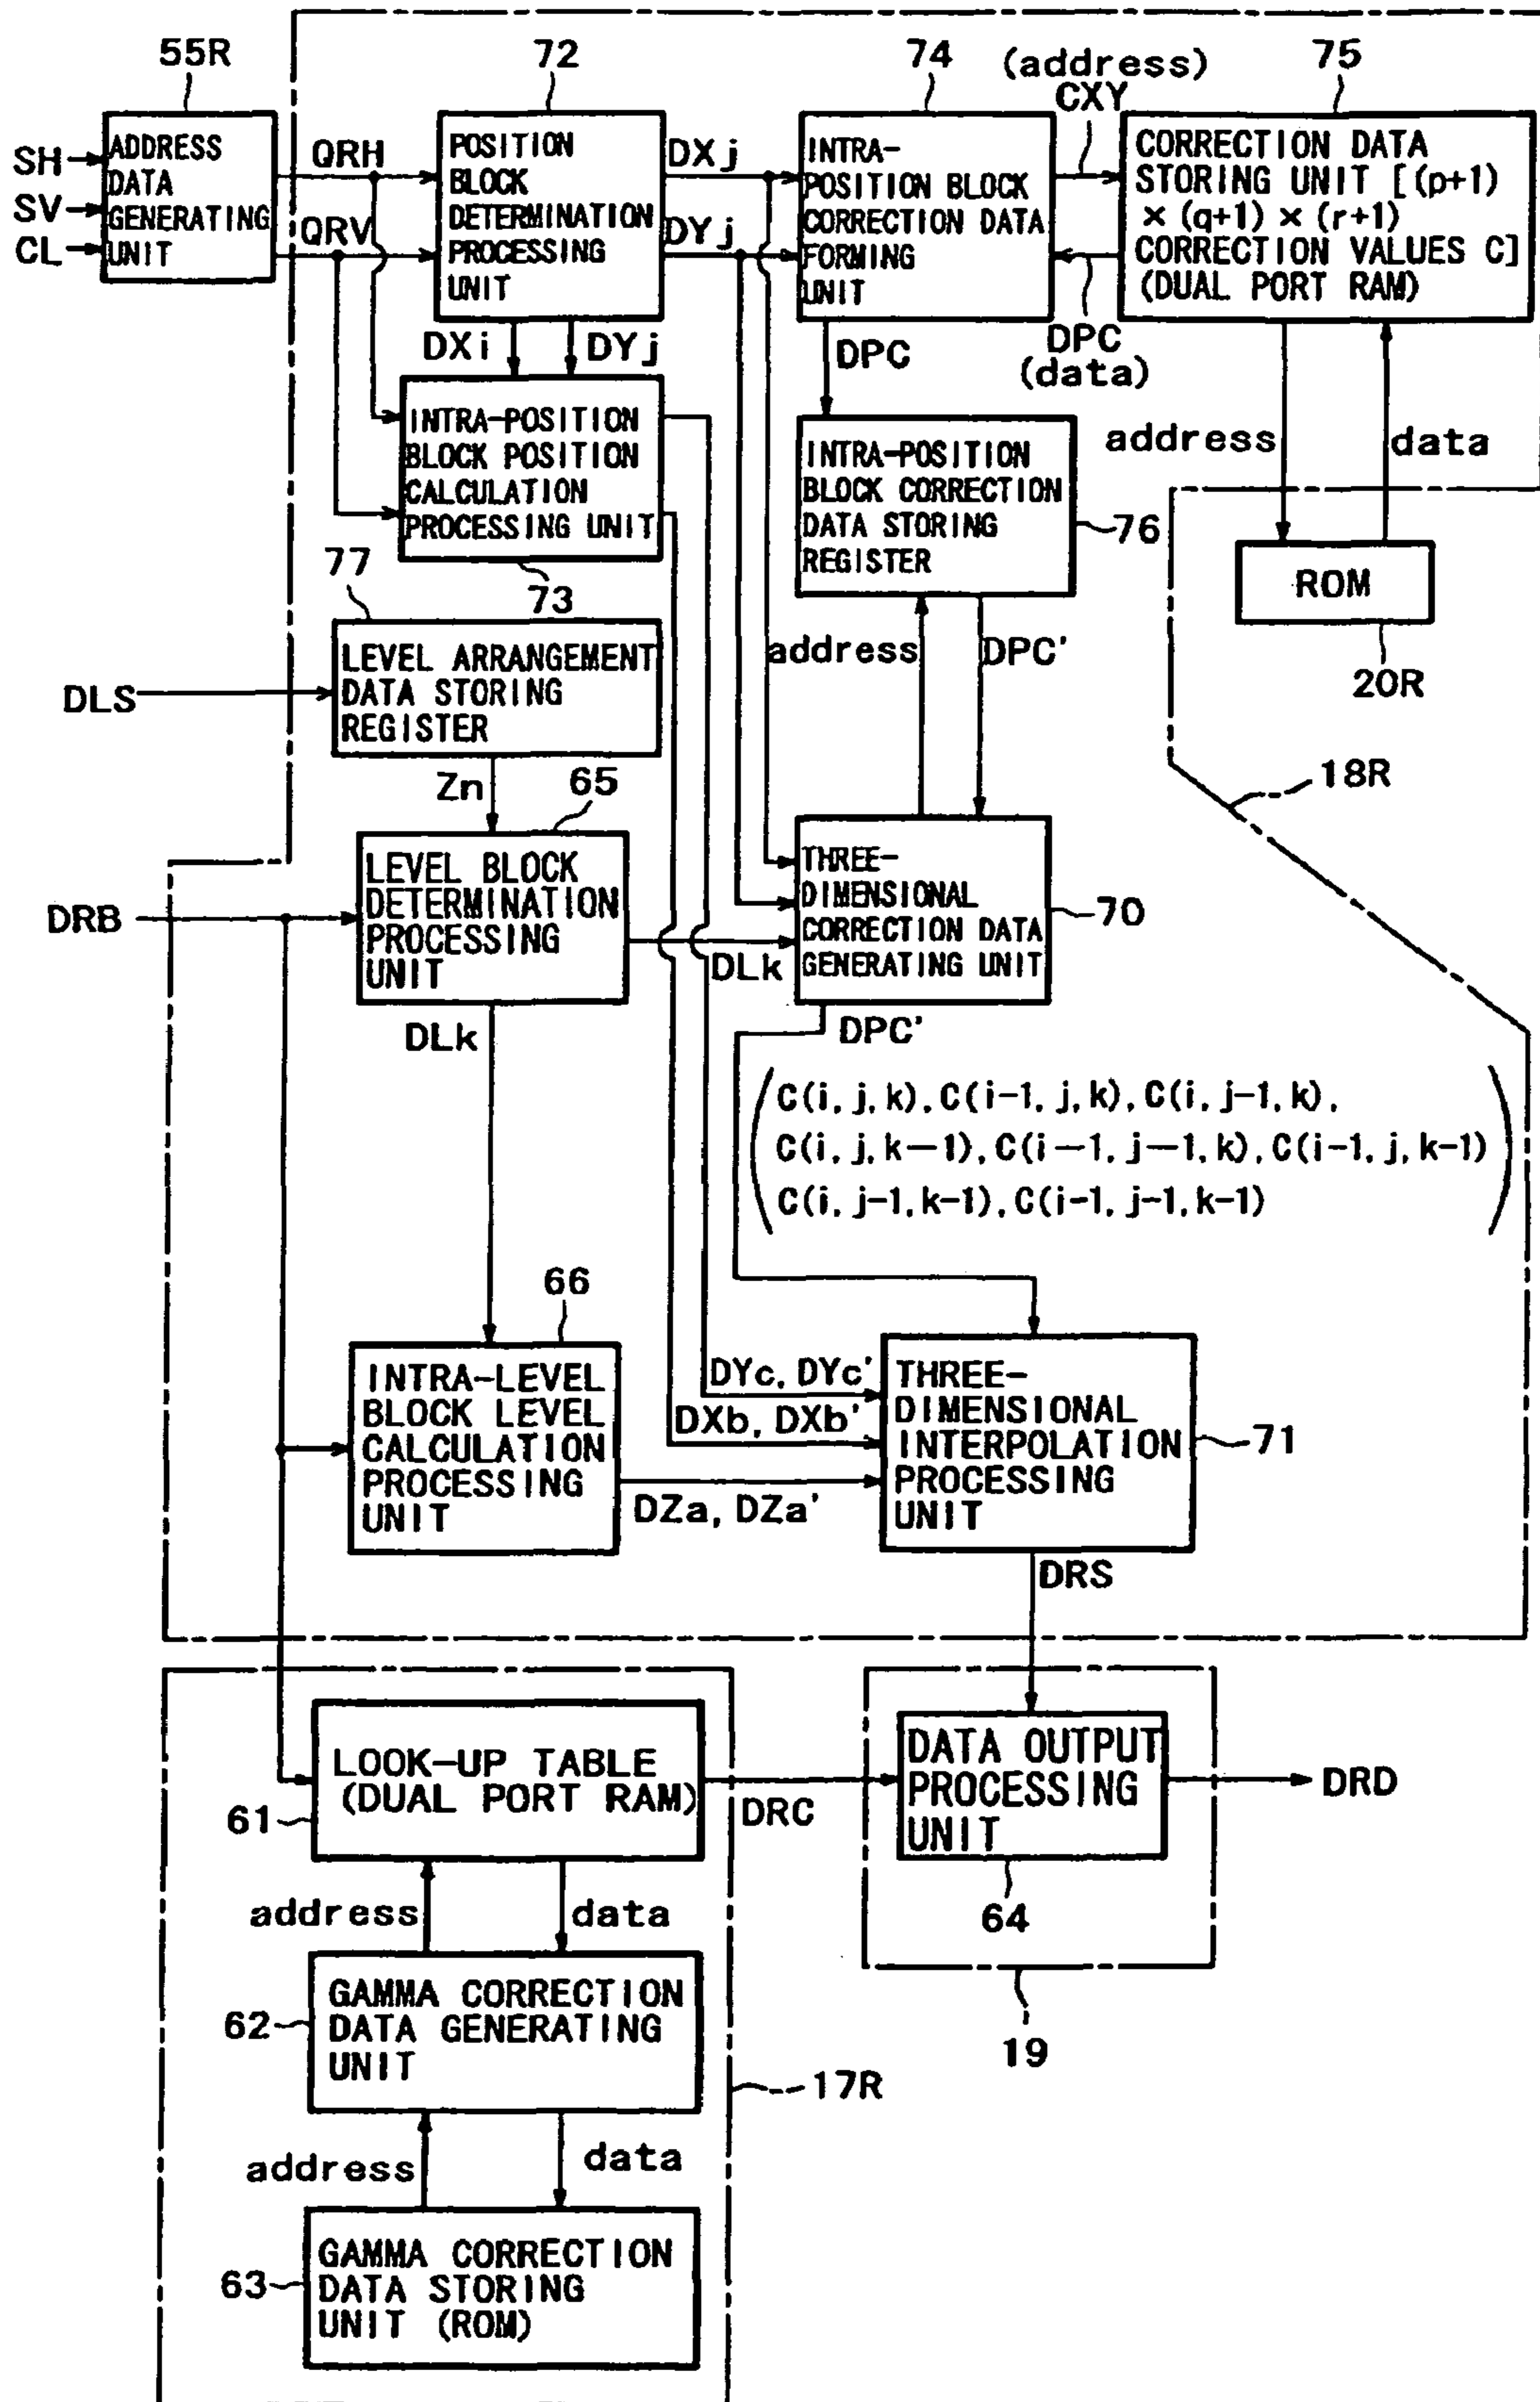 55R
72
74
(address)
CXY
75
SH
SV
CL
ADDRESS
DATA
GENERATING
UNIT
QRH
QRV
POSITION
BLOCK
DETERMINATION
PROCESSING
UNIT
DXj
DYj
INTRA-
POSITION BLOCK
CORRECTION DATA
FORMING
UNIT
CORRECTION DATA
STORING UNIT [(p+1)
× (q+1) × (r+1)
CORRECTION VALUES C]
(DUAL PORT RAM)
DXi
DYj
DPC
DPC
(data)
INTRA-POSITION
BLOCK POSITION
CALCULATION
PROCESSING UNIT
73
INTRA-POSITION
BLOCK CORRECTION
DATA STORING
REGISTER
76
address
data
ROM
20R
77
DLS
LEVEL ARRANGEMENT
DATA STORING
REGISTER
address
DPC'
18R
Zn
65
DRB
LEVEL BLOCK
DETERMINATION
PROCESSING
UNIT
DLk
THREE-
DIMENSIONAL
CORRECTION DATA
GENERATING UNIT
70
DLk
DPC'
C(i, j, k), C(i-1, j, k), C(i, j-1, k),
C(i, j, k-1), C(i-1, j-1, k), C(i-1, j, k-1)
C(i, j-1, k-1), C(i-1, j-1, k-1)
66
INTRA-LEVEL
BLOCK LEVEL
CALCULATION
PROCESSING
UNIT
DYc, DYc'
DXb, DXb'
DZa, DZa'
THREE-
DIMENSIONAL
INTERPOLATION
PROCESSING
UNIT
71
DRS
LOOK-UP TABLE
(DUAL PORT RAM)
61
DRC
DATA OUTPUT
PROCESSING
UNIT
DRD
64
19
address
data
62
GAMMA CORRECTION
DATA GENERATING
UNIT
17R
address
data
63
GAMMA CORRECTION
DATA STORING
UNIT (ROM)